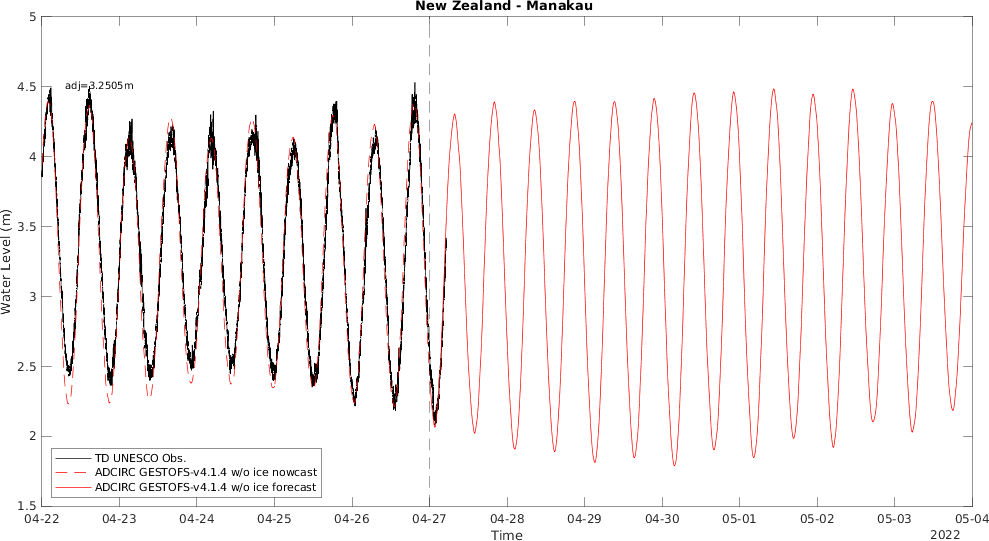 New Zealand - Manakau
adj=3.2505m
Water Level (m)
5
4.5
4
3.5
3
2.5
2
1.5
TD UNESCO Obs.
ADCIRC GESTOFS-v4.1.4 w/o ice nowcast
ADCIRC GESTOFS-v4.1.4 w/o ice forecast
04-22 04-23 04-24 04-25 04-26 04-27 04-28 04-29 04-30 05-01 05-02 05-03 05-04
Time
2022